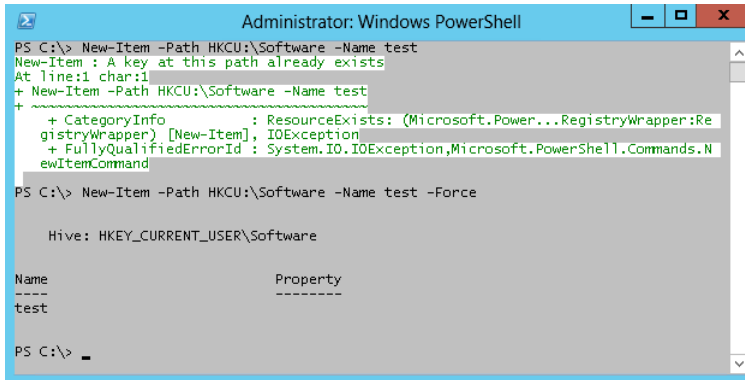 Administrator: Windows PowerShell
PS C:\> New-Item -Path HKCU:\Software -Name test
New-Item : A key at this path already exists
At line:1 char:1
+ New-Item -Path HKCU:\Software -Name test
+ ~~~~~~~~~~~~~~~~~~~~~~~~~~~~~~~~~~~~~~~~
    + CategoryInfo          : ResourceExists: (Microsoft.Power...RegistryWrapper:Re
   gistryWrapper) [New-Item], IOException
    + FullyQualifiedErrorId : System.IO.IOException,Microsoft.PowerShell.Commands.N
   ewItemCommand
PS C:\> New-Item -Path HKCU:\Software -Name test -Force
    Hive: HKEY_CURRENT_USER\Software
Name                           Property
----                           --------
test
PS C:\> _